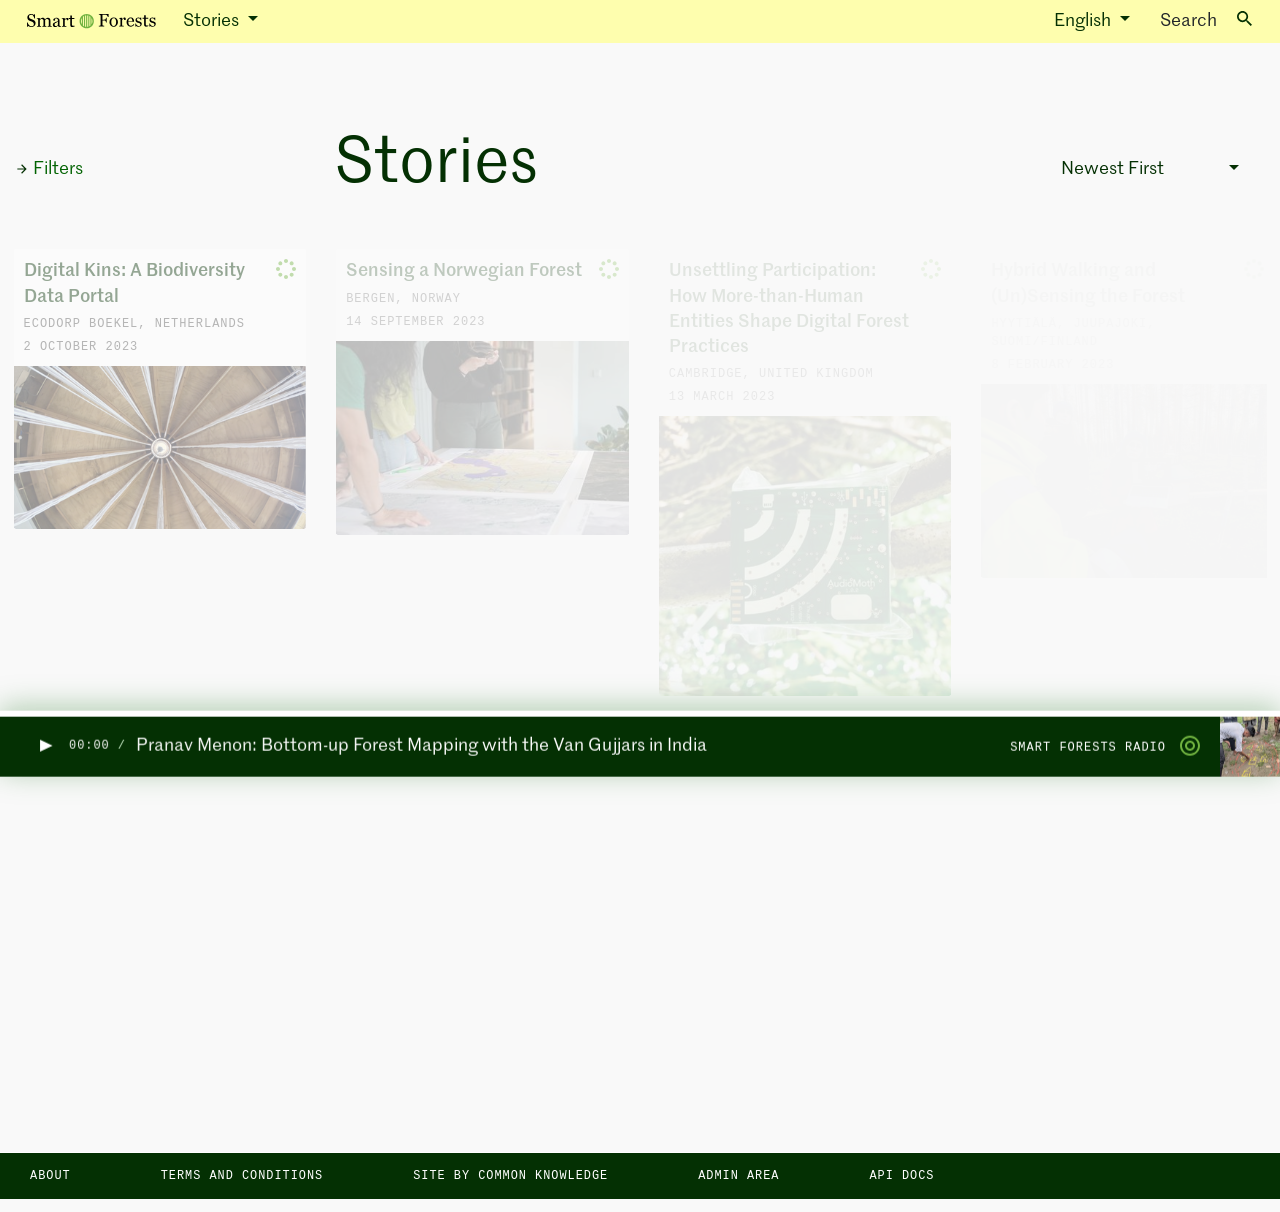 Smart Forests
Stories
English
Search
Filters
Stories
Newest First
Digital Kins: A Biodiversity
Data Portal
ECODORP BOEKEL, NETHERLANDS
2 OCTOBER 2023
Sensing a Norwegian Forest
BERGEN, NORWAY
14 SEPTEMBER 2023
Unsettling Participation:
How More-than-Human
Entities Shape Digital Forest
Practices
CAMBRIDGE, UNITED KINGDOM
13 MARCH 2023
Hybrid Walking and
(Un)Sensing the Forest
00:00 /
Pranav Menon: Bottom-up Forest Mapping with the Van Gujjars in India
SMART FORESTS RADIO
ABOUT
TERMS AND CONDITIONS
SITE BY COMMON KNOWLEDGE
ADMIN AREA
API DOCS